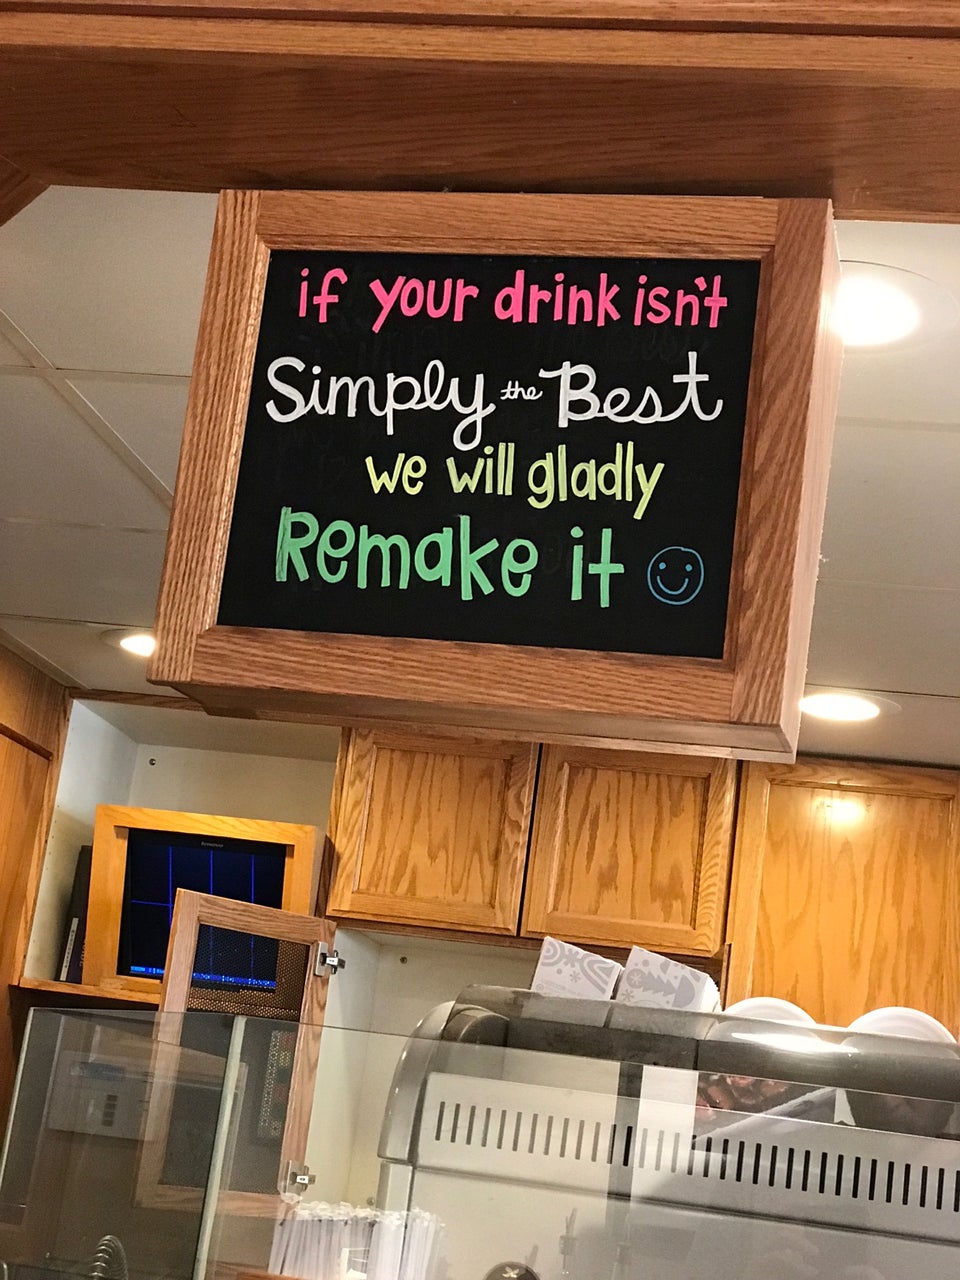 if your drink isn't
Simply the Best
we will gladly
Remake it